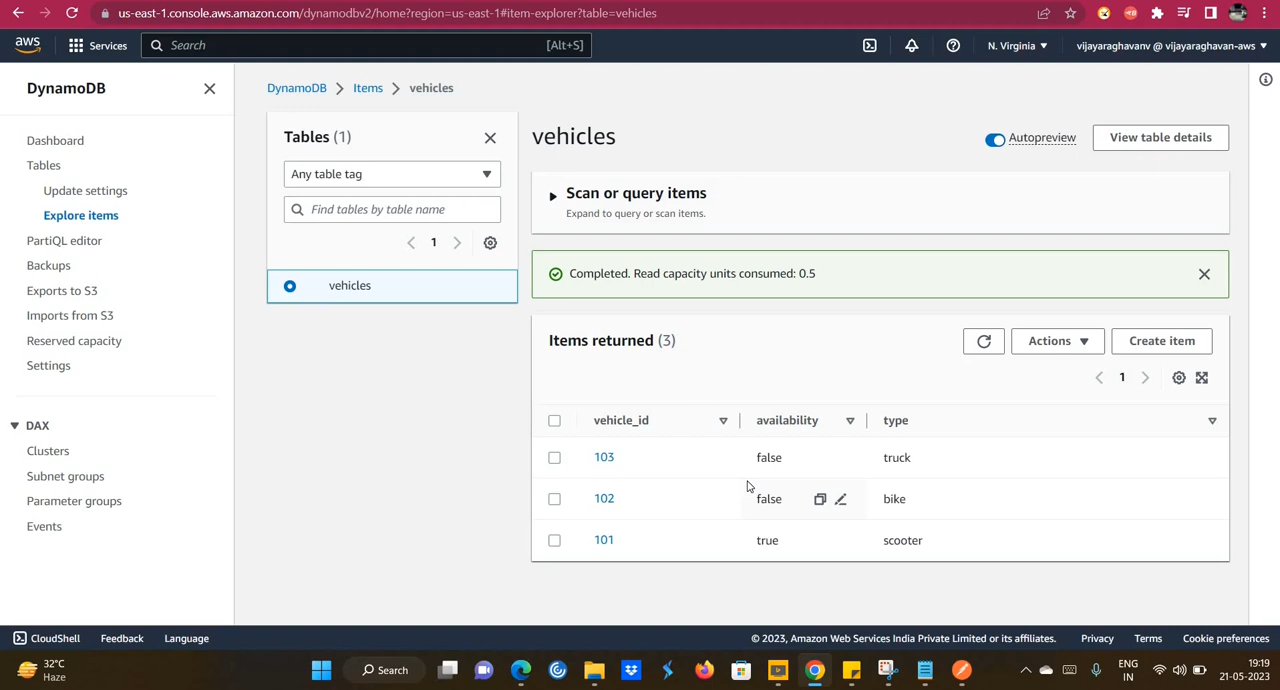 us-east-1.console.aws.amazon.com/dynamodbv2/home?region=us-east-1#item-explorer?table=vehicles
aws
Services
Search
[Alt+S]
N. Virginia
vijayaraghavanv @ vijayaraghavan-aws
DynamoDB
Dashboard
Tables
Update settings
Explore items
PartiQL editor
Backups
Exports to S3
Imports from S3
Reserved capacity
Settings
DAX
Clusters
Subnet groups
Parameter groups
Events
DynamoDB
Items
vehicles
Tables (1)
Any table tag
Find tables by table name
1
vehicles
vehicles
Autopreview
View table details
Scan or query items
Expand to query or scan items.
Completed. Read capacity units consumed: 0.5
Items returned (3)
Actions
Create item
1
vehicle_id availability type
103 false truck
102 false bike
101 true scooter
CloudShell Feedback Language © 2023, Amazon Web Services India Private Limited or its affiliates. Privacy Terms Cookie preferences
32°C
Haze
Search
ENG
IN
19:19
21-05-2023